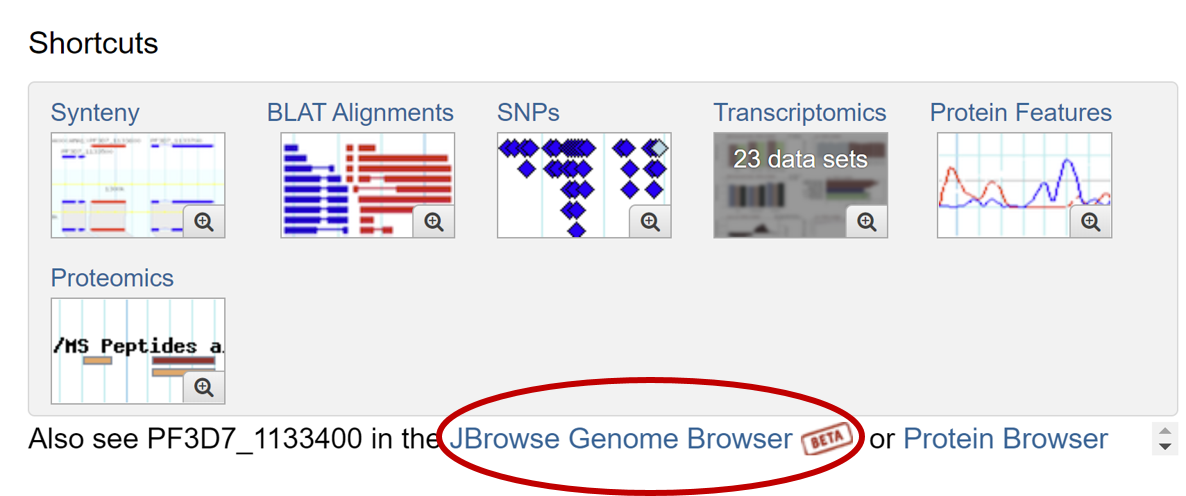 Shortcuts
Synteny BLAT Alignments SNPs Transcriptomics Protein Features
23 data sets
Proteomics
/MS Peptides a
Also see PF3D7_1133400 in the JBrowse Genome Browser BETA or Protein Browser